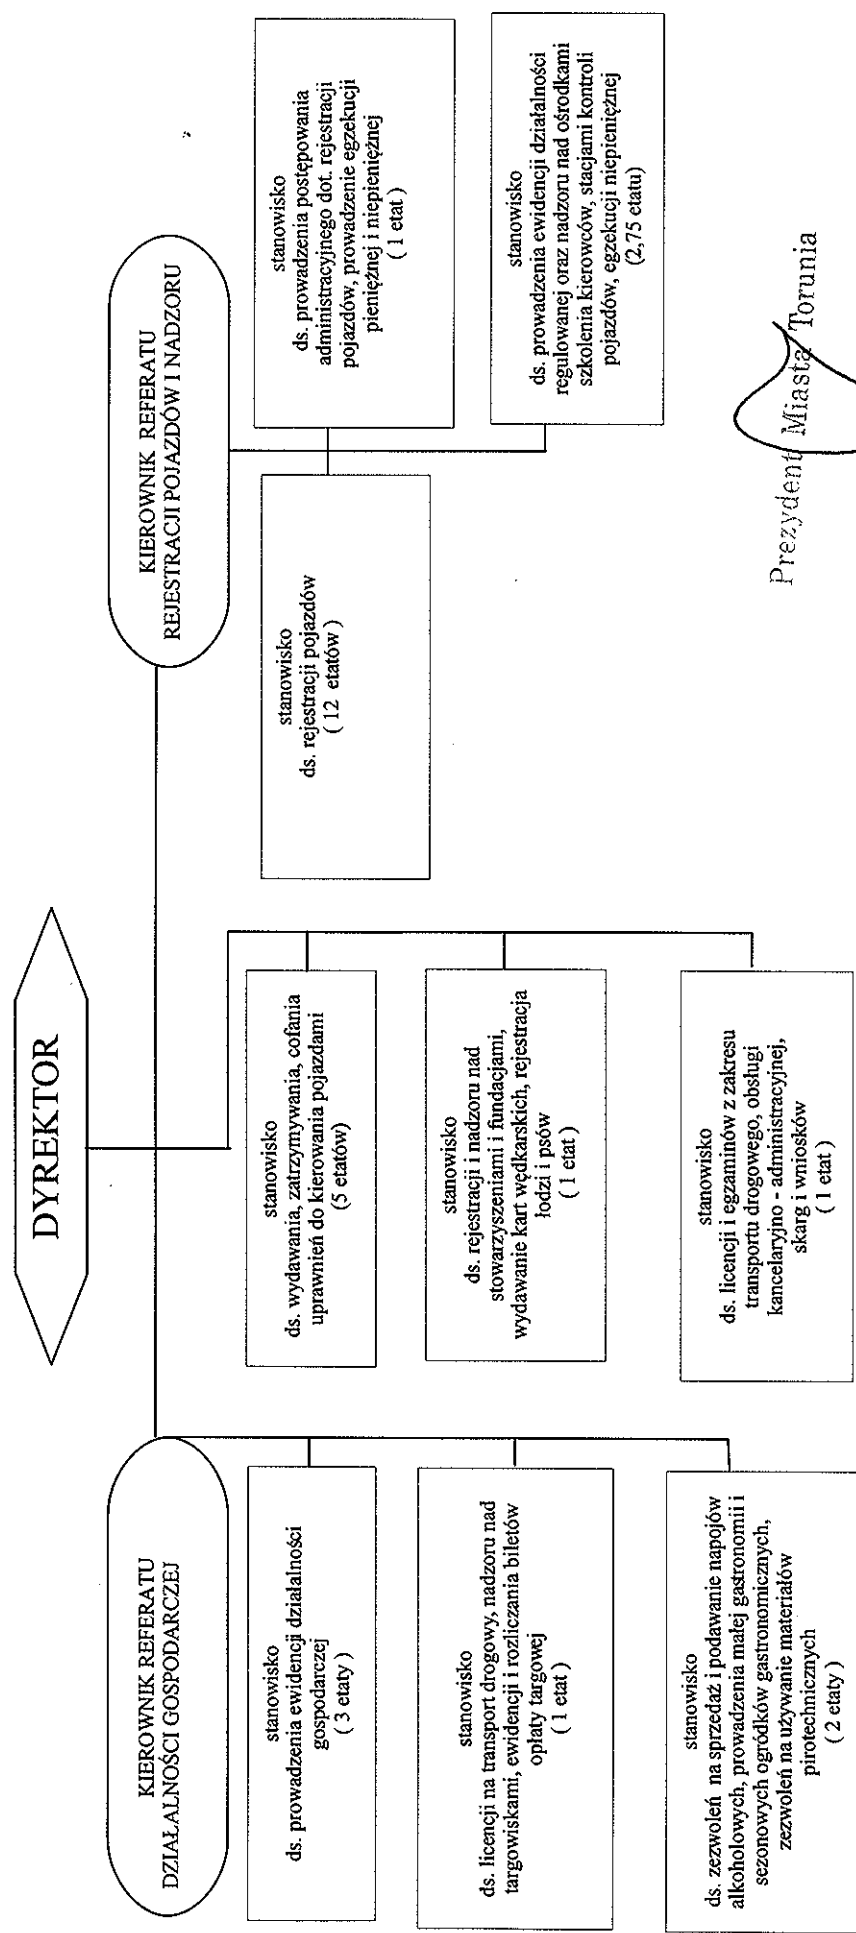 DYREKTOR
KIEROWNIK REFERATU
DZIAŁALNOŚCI GOSPODARCZEJ
stanowisko
ds. prowadzenia ewidencji działalności
gospodarczej
( 3 etaty )
stanowisko
ds. licencji na transport drogowy, nadzoru nad
targowiskami, ewidencji i rozliczania biletów
opłaty targowej
( 1 etat )
stanowisko
ds. zezwoleń na sprzedaż i podawanie napojów
alkoholowych, prowadzenia małej gastronomii i
sezonowych ogródków gastronomicznych,
zezwoleń na używanie materiałów
pirotechnicznych
( 2 etaty )
stanowisko
ds. wydawania, zatrzymywania, cofania
uprawnień do kierowania pojazdami
(5 etatów)
stanowisko
ds. rejestracji i nadzoru nad
stowarzyszeniami i fundacjami,
wydawanie kart wędkarskich, rejestracja
łodzi i psów
( 1 etat )
stanowisko
ds. licencji i egzaminów z zakresu
transportu drogowego, obsługi
kancelaryjno - administracyjnej,
skarg i wniosków
( 1 etat )
KIEROWNIK REFERATU
REJESTRACJI POJAZDÓW I NADZORU
stanowisko
ds. rejestracji pojazdów
( 12 etatów )
stanowisko
ds. prowadzenia postępowania
administracyjnego dot. rejestracji
pojazdów, prowadzenie egzekucji
pieniężnej i niepieniężnej
( 1 etat )
stanowisko
ds. prowadzenia ewidencji działalności
regulowanej oraz nadzoru nad ośrodkami
szkolenia kierowców, stacjami kontroli
pojazdów, egzekucji niepieniężnej
(2,75 etatu)
Prezydent Miasta Torunia